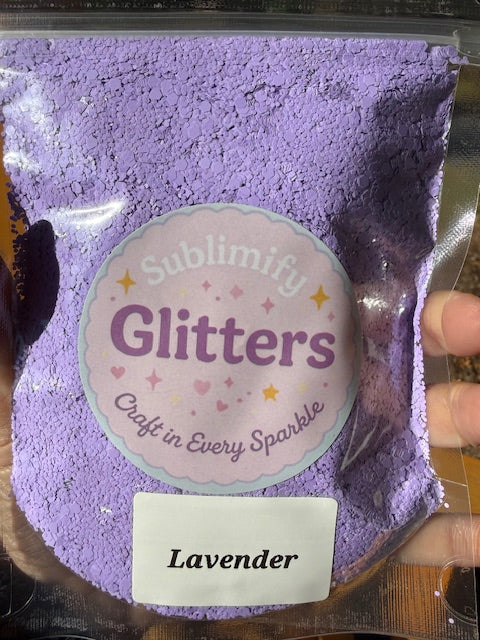 Sublimify
Glitters
Craft in Every Sparkle
Lavender